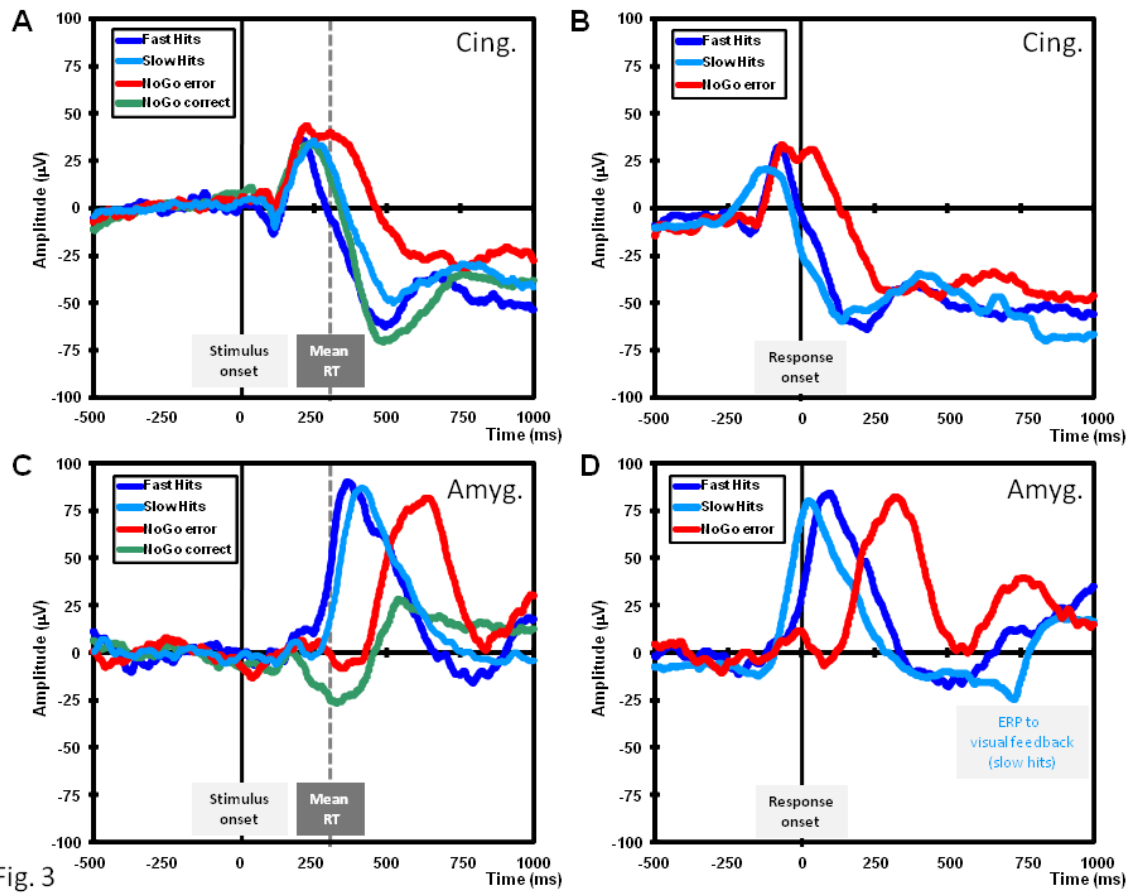 A
100
75
50
25
0
-25
-50
-75
-100
Amplitude (µV)
Fast Hits
Slow Hits
NoGo error
NoGo correct
Cing.
Stimulus
onset
Mean
RT
-500
-250
0
250
500
750
1000
Time (ms)
B
100
75
50
25
0
-25
-50
-75
-100
Amplitude (µV)
Fast Hits
Slow Hits
NoGo error
Cing.
Response
onset
-500
-250
0
250
500
750
1000
Time (ms)
C
100
75
50
25
0
-25
-50
-75
-100
Amplitude (µV)
Fast Hits
Slow Hits
NoGo error
NoGo correct
Amyg.
Stimulus
onset
Mean
RT
-500
-250
0
250
500
750
1000
Time (ms)
D
100
75
50
25
0
-25
-50
-75
-100
Amplitude (µV)
Fast Hits
Slow Hits
NoGo error
Amyg.
ERP to
visual feedback
(slow hits)
Response
onset
-500
-250
0
250
500
750
1000
Time (ms)
Fig. 3